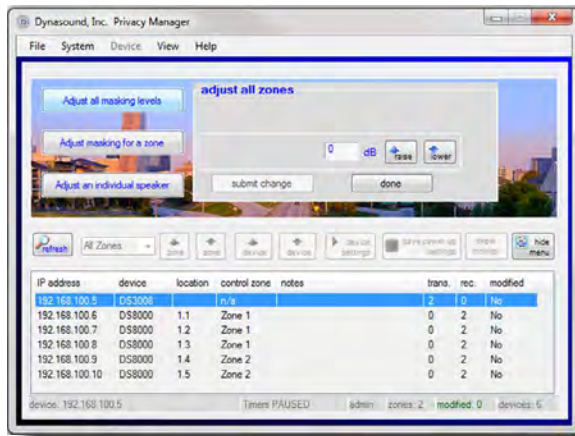 Dynasound, Inc. Privacy Manager
File System Device View Help
adjust all zones
Adjust all masking levels
Adjust masking for a zone
0 dB raise lower
Adjust an individual speaker
submit change done
refresh All Zones zone zone device device device settings save power up settings hide menu
IP address device location control zone notes trans. rec. modified
192.168.100.5 DS3008 n/a 2 0 No
192.168.100.6 DS8000 1.1 Zone 1 0 2 No
192.168.100.7 DS8000 1.2 Zone 1 0 2 No
192.168.100.8 DS8000 1.3 Zone 1 0 2 No
192.168.100.9 DS8000 1.4 Zone 2 0 2 No
192.168.100.10 DS8000 1.5 Zone 2 0 2 No
device: 192.168.100.5 Timers PAUSED admin zones: 2 modified: 0 devices: 6